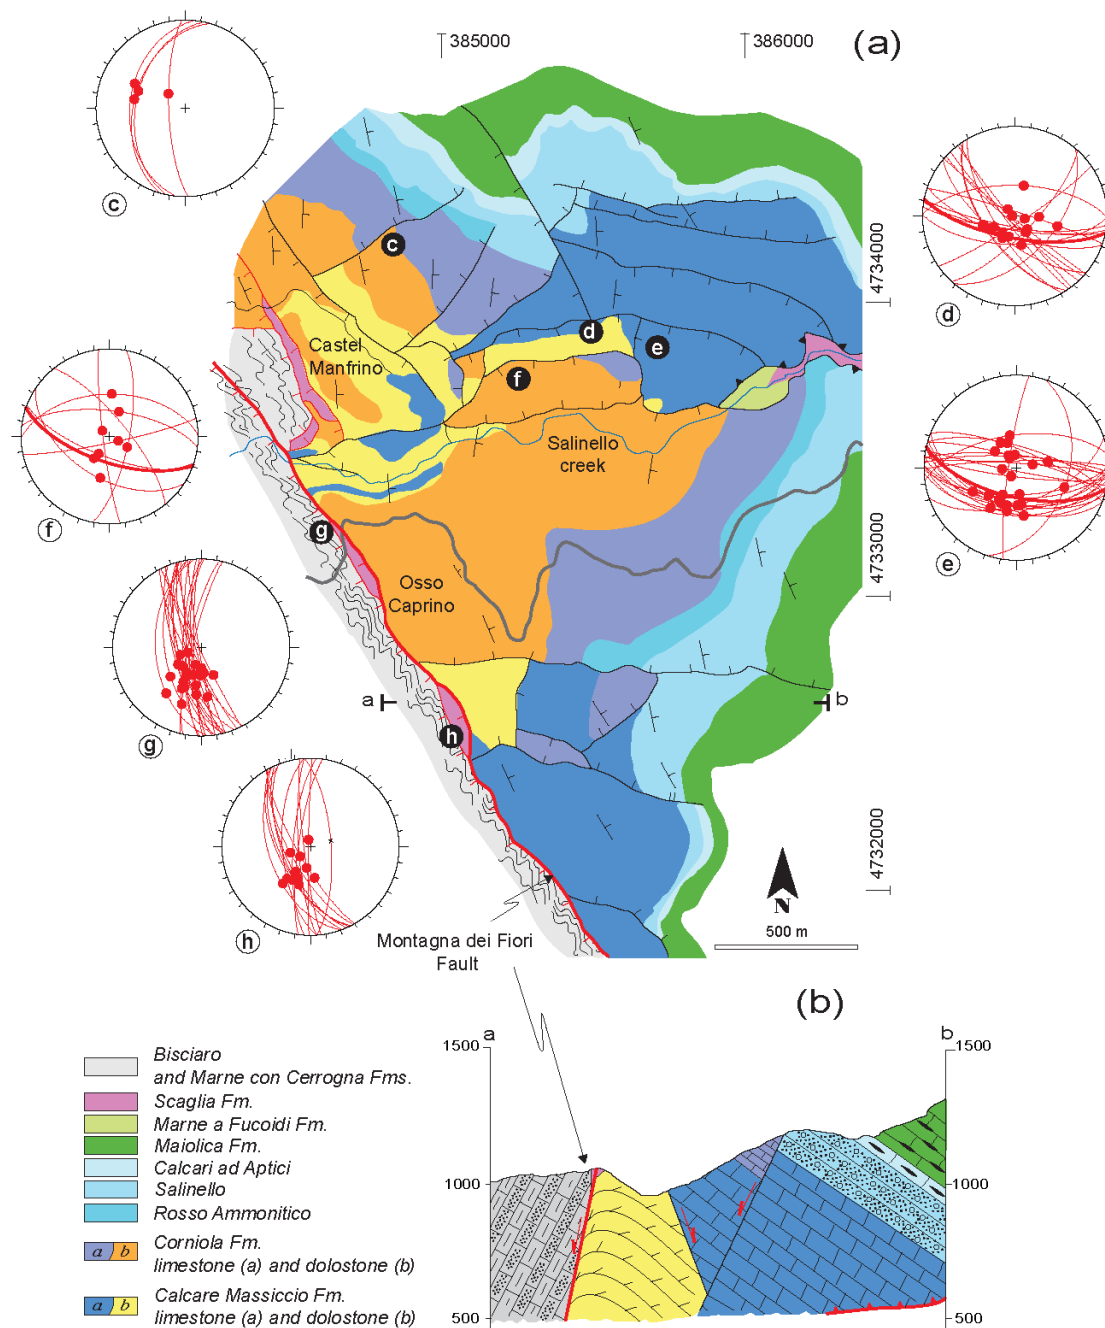 385000
386000
(a)
c
d
4734000
c
Castel
Manfrino
d
e
f
Salinello
creek
f
e
g
4733000
Osso
Caprino
g
a
b
h
h
4732000
N
500 m
Montagna dei Fiori
Fault
(b)
a
b
1500
1500
1000
1000
500
500
Bisciaro
and Marne con Cerrogna Fms.
Scaglia Fm.
Marne a Fucoidi Fm.
Maiolica Fm.
Calcari ad Aptici
Salinello
Rosso Ammonitico
a b
Corniola Fm.
limestone (a) and dolostone (b)
a b
Calcare Massiccio Fm.
limestone (a) and dolostone (b)